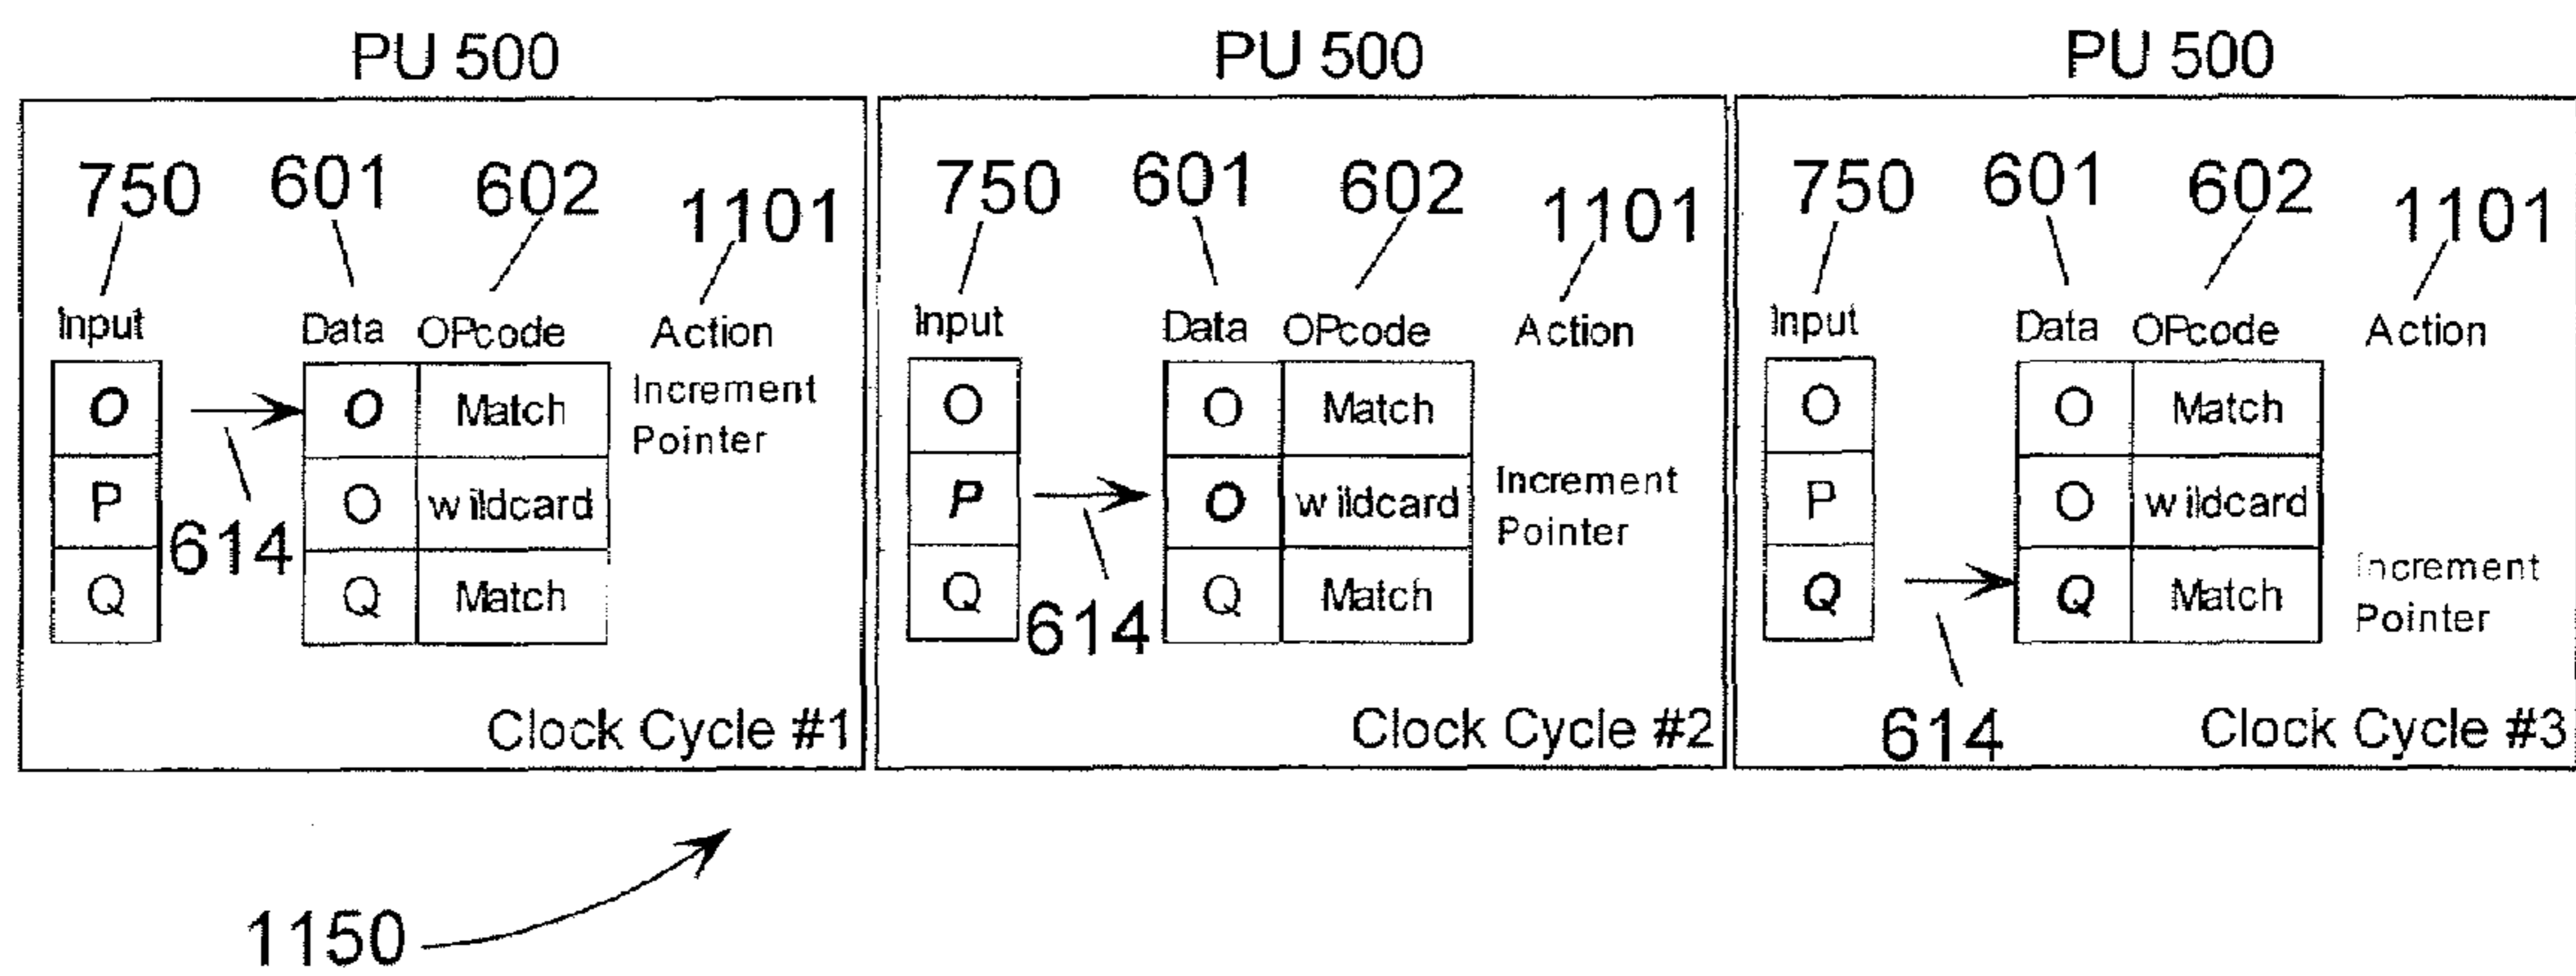 PU 500 PU 500 PU 500
750 601 602 1101 750 601 602 1101 750 601 602 1101
Input Data OPcode Action Input Data OPcode Action Input Data OPcode Action
O O Match Increment Pointer O O Match O O Match
P O wildcard P O wildcard Increment Pointer P O wildcard
Q Q Match Q Q Match Q Q Match Increment Pointer
614 614 614
Clock Cycle #1 Clock Cycle #2 Clock Cycle #3
1150